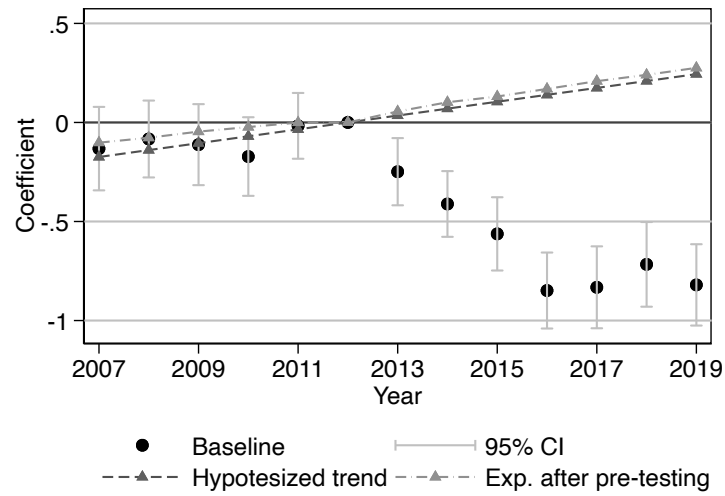 .5
0
-.5
-1
Coefficient
2007 2009 2011 2013 2015 2017 2019
Year
Baseline 95% CI
Hypotesized trend Exp. after pre-testing